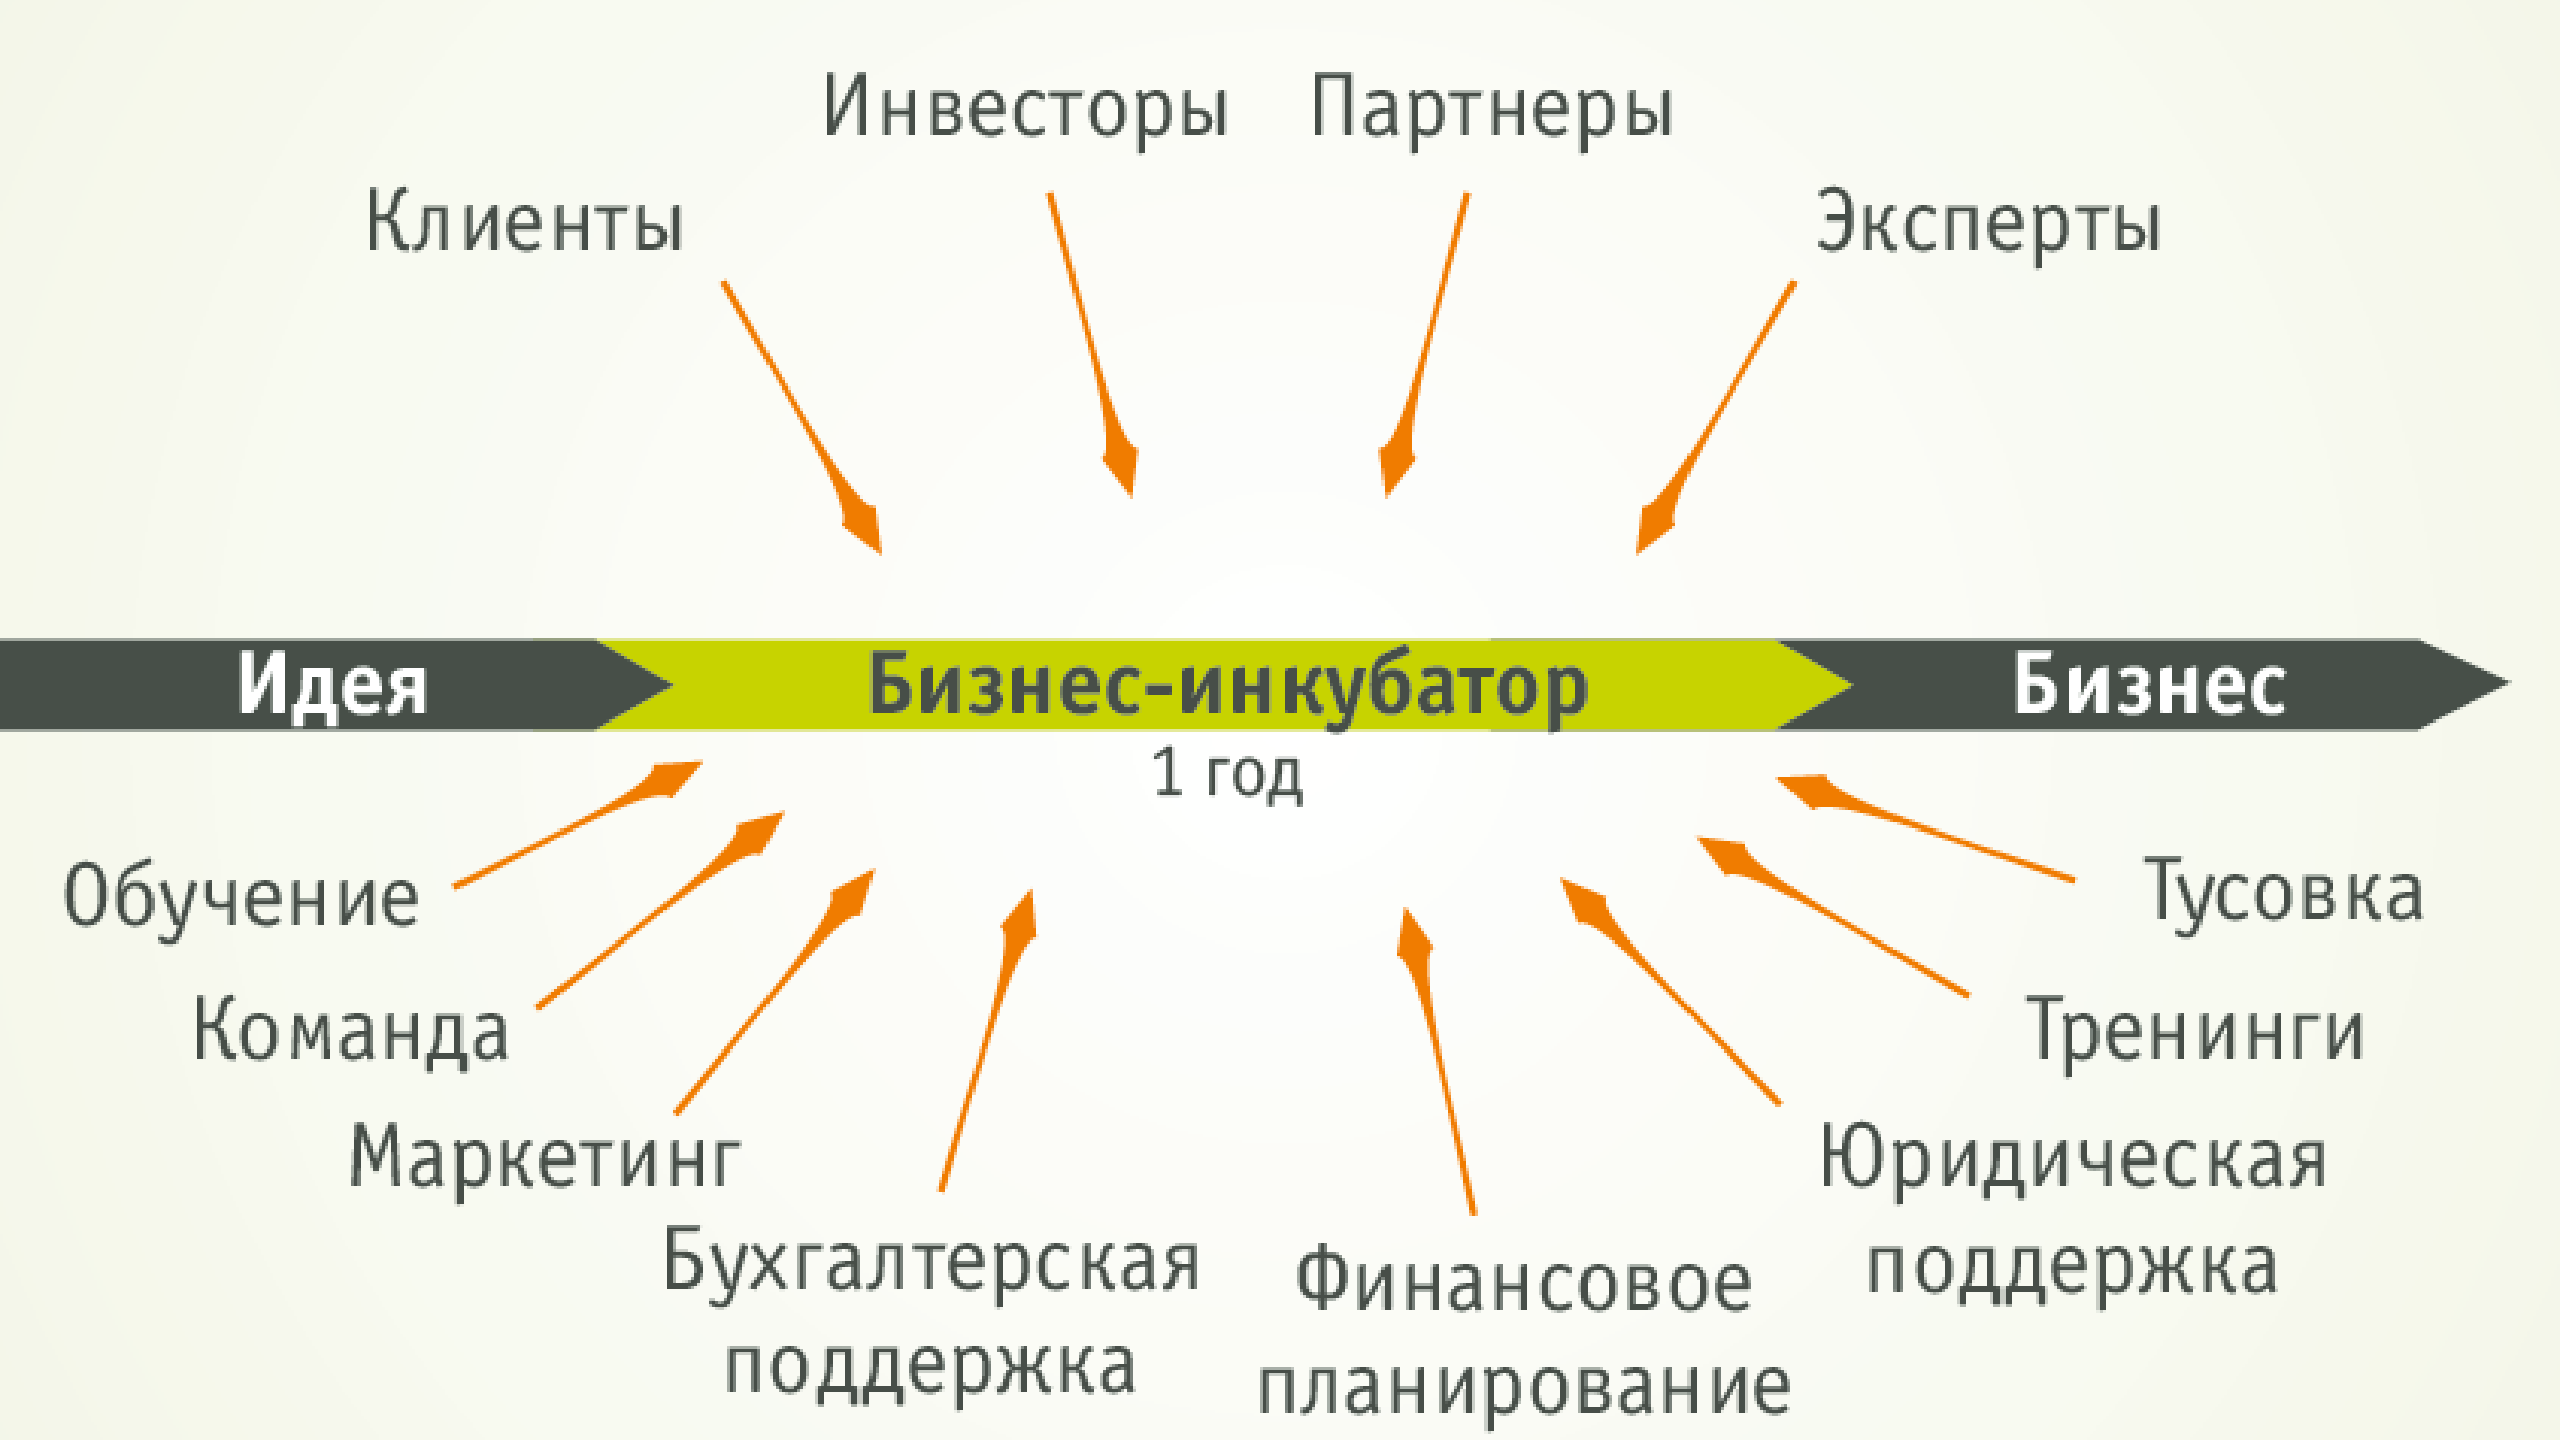 Инвесторы Партнеры
Клиенты Эксперты
Идея Бизнес-инкубатор Бизнес
1 год
Обучение Тусовка
Команда Тренинги
Маркетинг Юридическая
поддержка
Бухгалтерская
поддержка
Финансовое
планирование